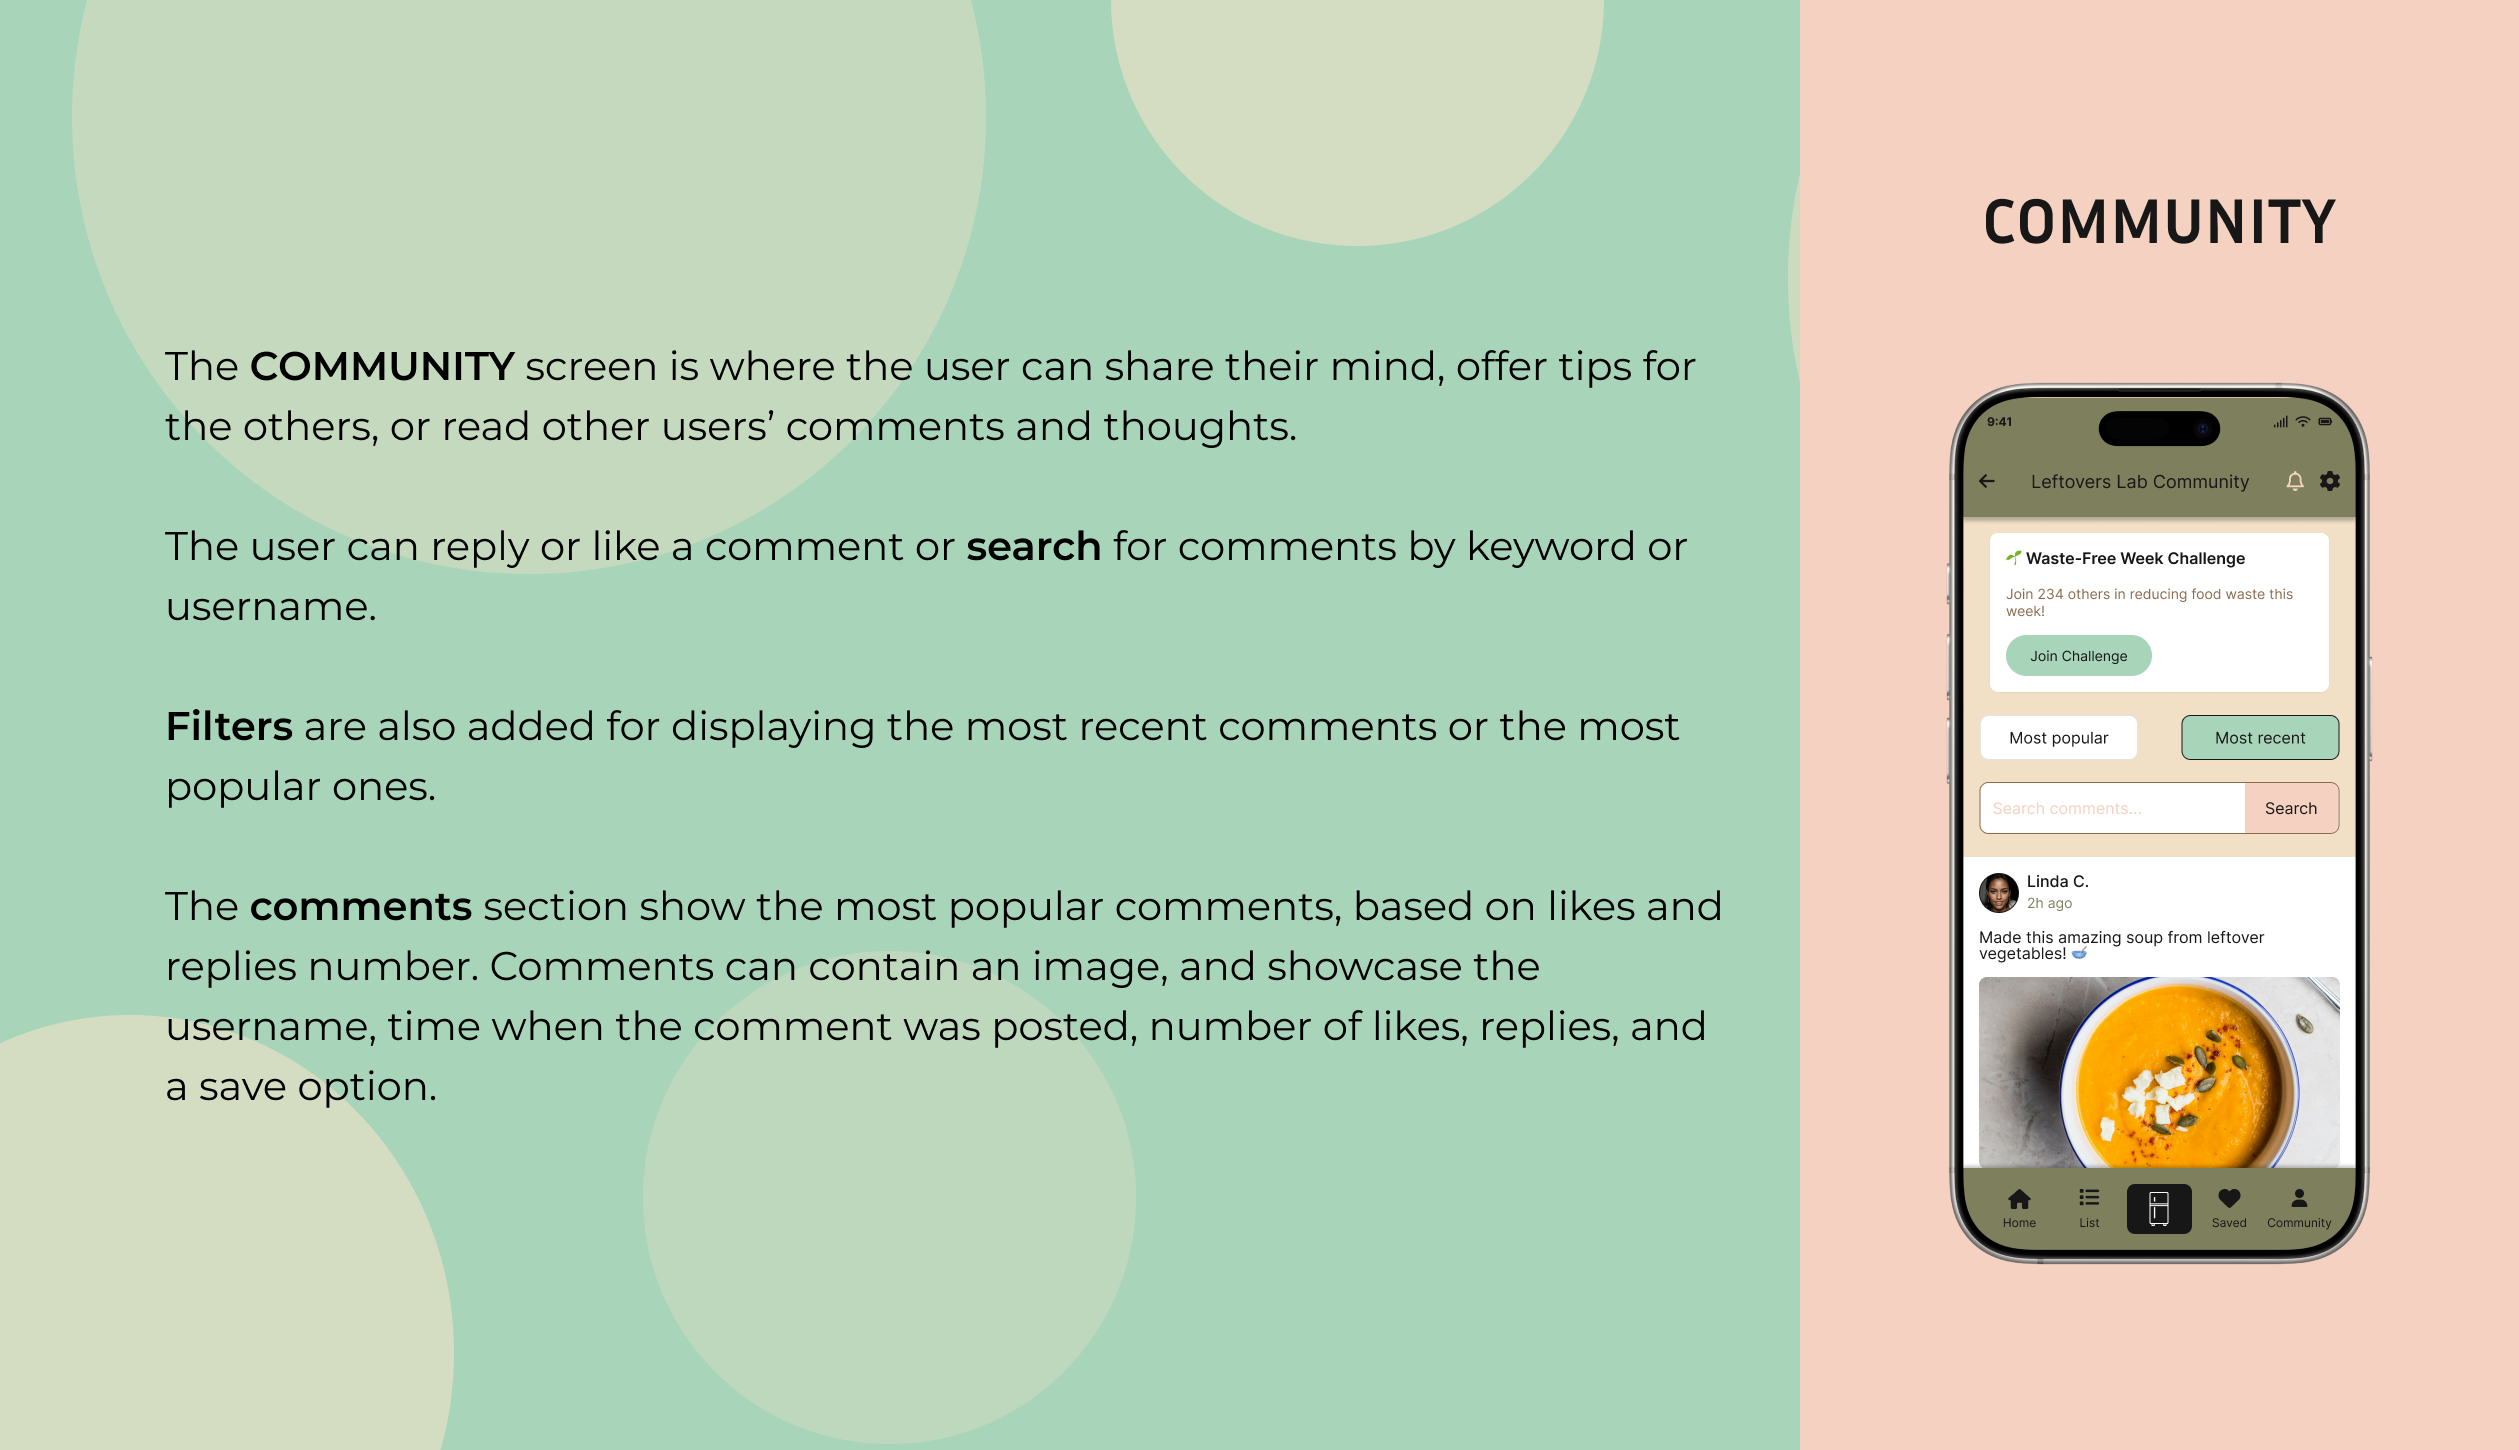 The COMMUNITY screen is where the user can share their mind, offer tips for
the others, or read other users’ comments and thoughts.
The user can reply or like a comment or search for comments by keyword or
username.
Filters are also added for displaying the most recent comments or the most
popular ones.
The comments section show the most popular comments, based on likes and
replies number. Comments can contain an image, and showcase the
username, time when the comment was posted, number of likes, replies, and
a save option.
COMMUNITY
9:41
Leftovers Lab Community
Waste-Free Week Challenge
Join 234 others in reducing food waste this
week!
Join Challenge
Most popular
Most recent
Search comments...
Search
Linda C.
2h ago
Made this amazing soup from leftover
vegetables!
Home
List
Saved
Community